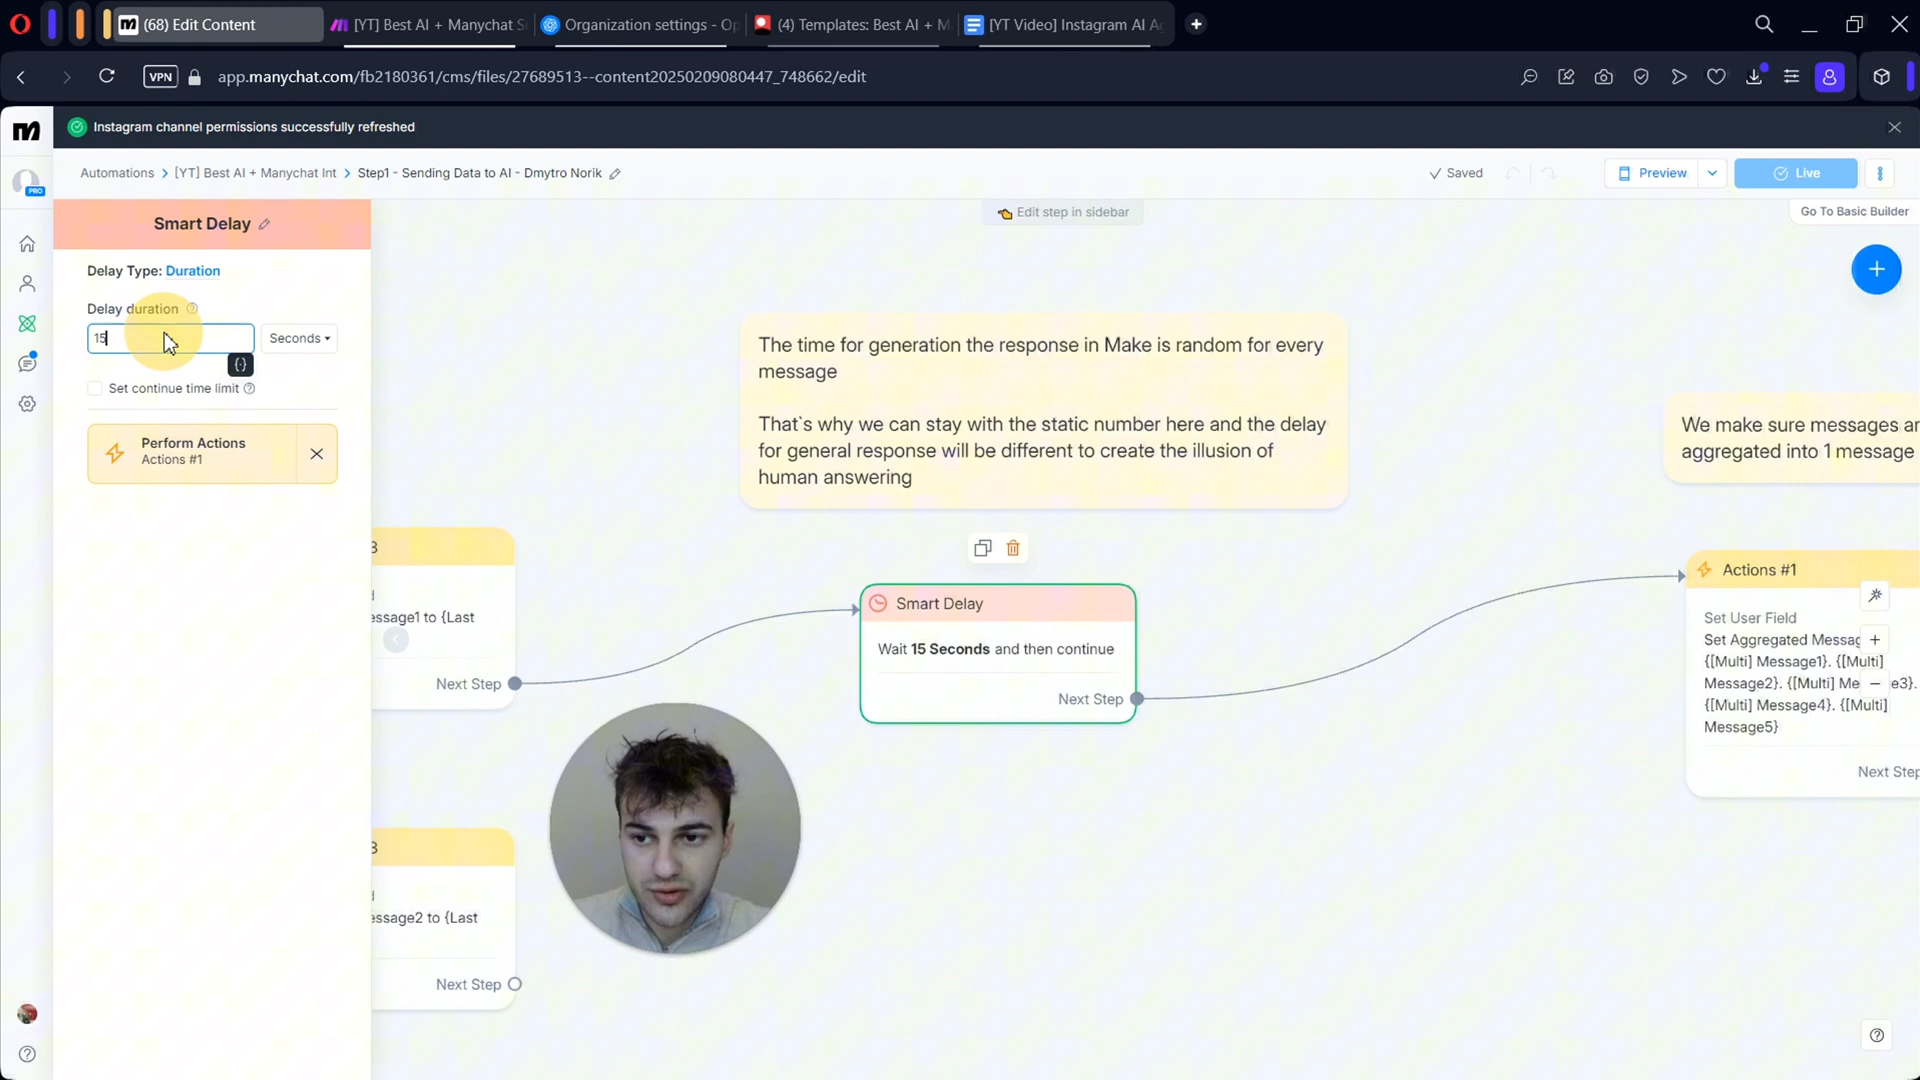 (68) Edit Content
[YT] Best AI + Manychat S
Organization settings - Op
(4) Templates: Best AI + M
[YT Video] Instagram AI Ag
VPN
app.manychat.com/fb2180361/cms/files/27689513--content20250209080447_748662/edit
Instagram channel permissions successfully refreshed
Automations
[YT] Best AI + Manychat Int
Step1 - Sending Data to AI - Dmytro Norik
Saved
Preview
Live
PRO
Smart Delay
Edit step in sidebar
Go To Basic Builder
Delay Type: Duration
Delay duration
15
Seconds
Set continue time limit
Perform Actions
Actions #1
The time for generation the response in Make is random for every
message
That`s why we can stay with the static number here and the delay
for general response will be different to create the illusion of
human answering
We make sure messages ar
aggregated into 1 message
3
essage1 to {Last
Next Step
Smart Delay
Wait 15 Seconds and then continue
Next Step
Actions #1
Set User Field
Set Aggregated Messag
{[Multi] Message1}. {[Multi]
Message2}. {[Multi] Me e3}.
{[Multi] Message4}. {[Multi]
Message5}
Next Step
3
essage2 to {Last
Next Step